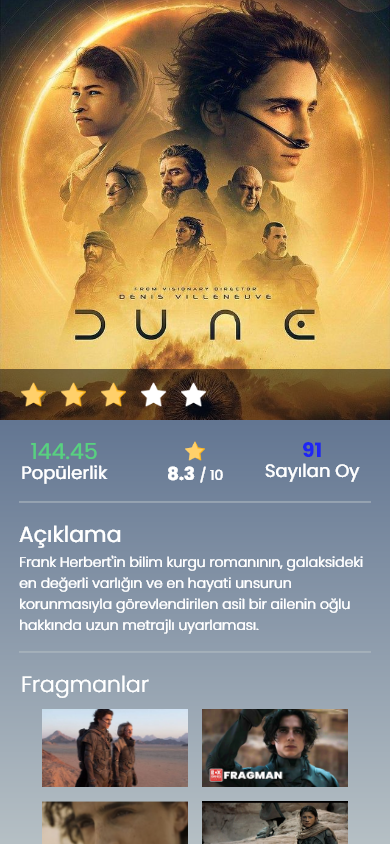 FROM VISIONARY DIRECTOR
DENIS VILLENEUVE
DUNE
144.45
Popülerlik
8.3 / 10
91
Sayılan Oy
Açıklama
Frank Herbert'in bilim kurgu romanının, galaksideki
en değerli varlığın ve en hayati unsurun
korunmasıyla görevlendirilen asil bir ailenin oğlu
hakkında uzun metrajlı uyarlaması.
Fragmanlar
FRAGMAN